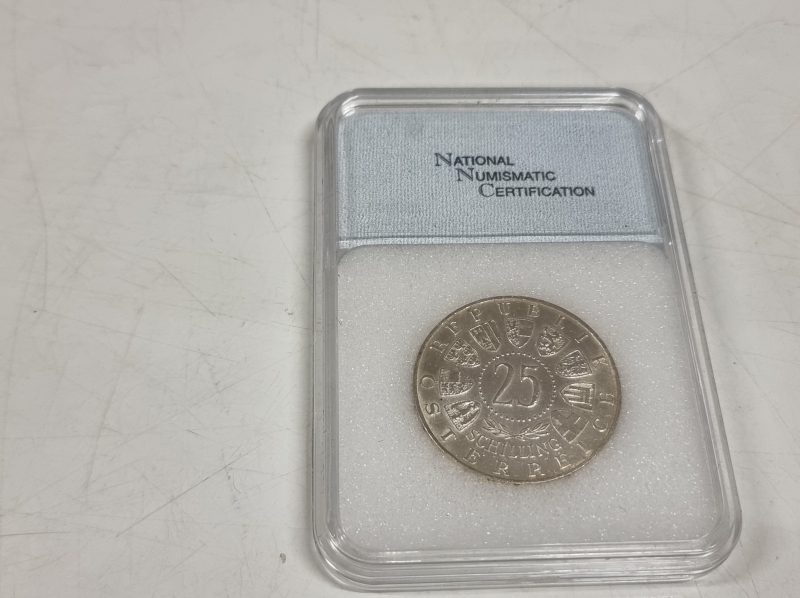 NATIONAL
NUMISMATIC
CERTIFICATION
REPUBLIK
ÖSTERREICH
25
SCHILLING